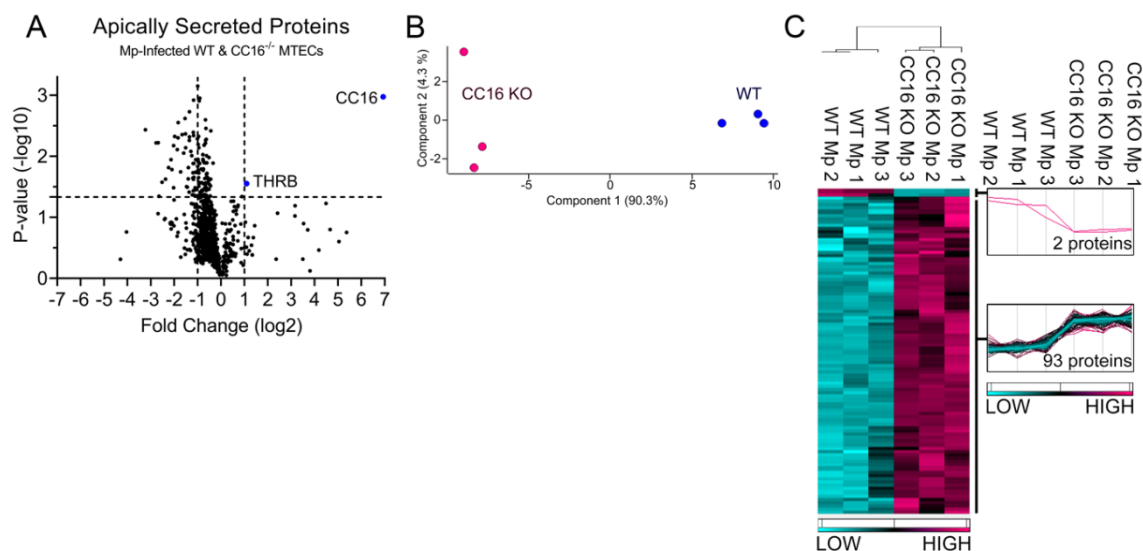 A
Apically Secreted Proteins
Mp-Infected WT & CC16-/- MTECs
CC16
THRB
P-value (-log10)
3
2
1
0
-7 -6 -5 -4 -3 -2 -1 0 1 2 3 4 5 6 7
Fold Change (log2)
B
CC16 KO
WT
Component 2 (4.3 %)
2
0
-2
-5 0 5 10
Component 1 (90.3%)
C
WT Mp 2
WT Mp 1
WT Mp 3
CC16 KO Mp 3
CC16 KO Mp 2
CC16 KO Mp 1
WT Mp 2
WT Mp 1
WT Mp 3
CC16 KO Mp 3
CC16 KO Mp 2
CC16 KO Mp 1
2 proteins
93 proteins
LOW HIGH
LOW HIGH